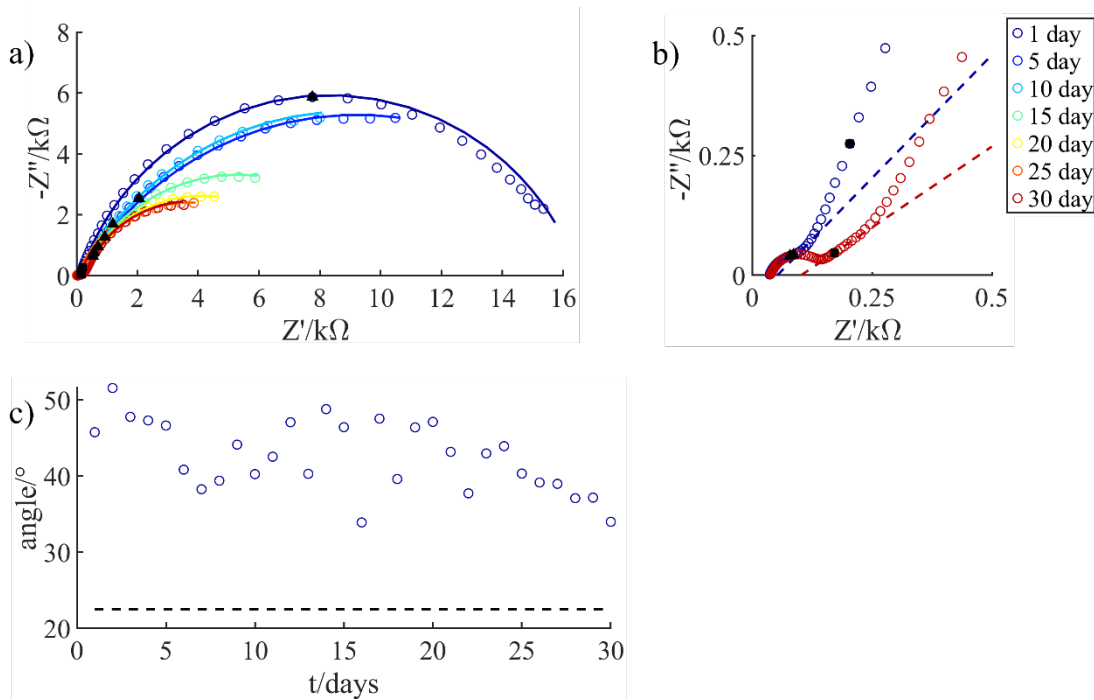 a)
-Z''/kΩ
8
6
4
2
0
0 2 4 6 8 10 12 14 16
Z'/kΩ
b)
-Z''/kΩ
0.5
0.25
0
0 0.25 0.5
Z'/kΩ
1 day
5 day
10 day
15 day
20 day
25 day
30 day
c)
angle/°
50
40
30
20
0 5 10 15 20 25 30
t/days